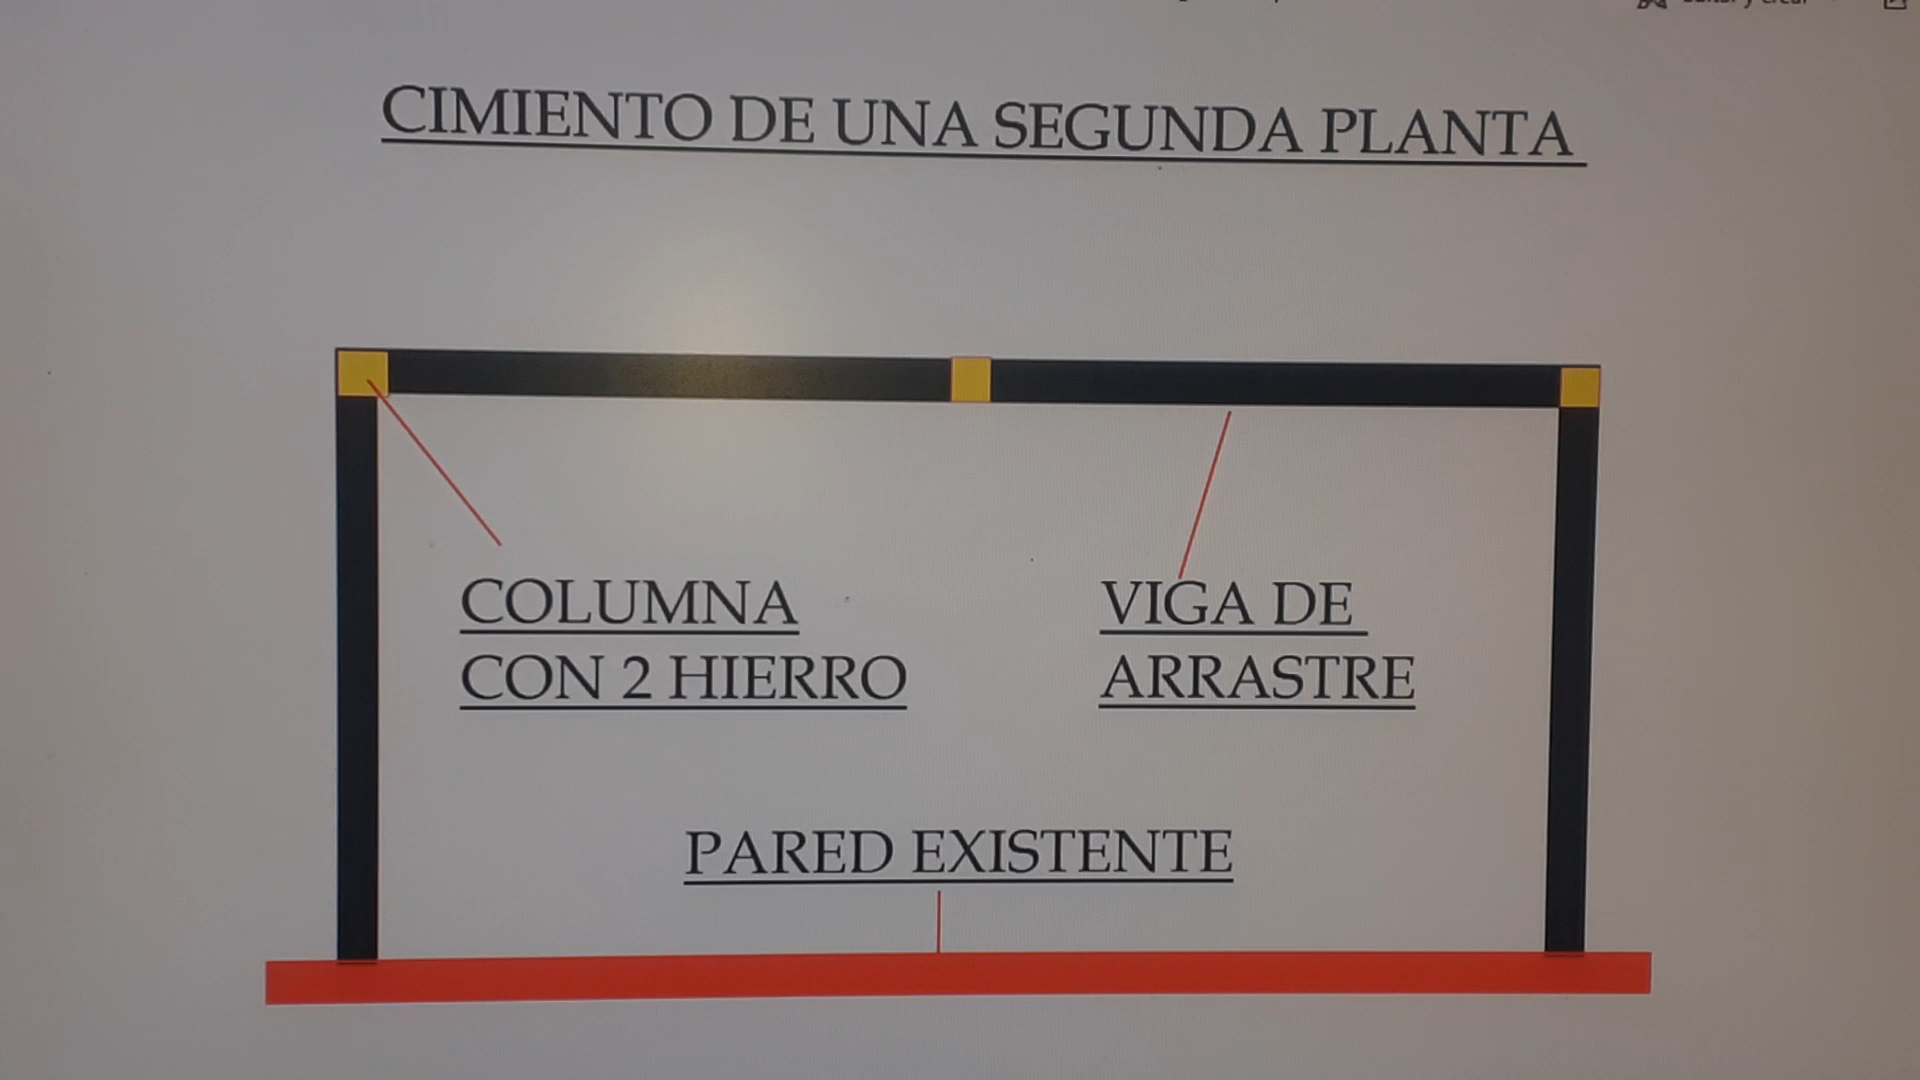 CIMIENTO DE UNA SEGUNDA PLANTA
COLUMNA
CON 2 HIERRO
VIGA DE
ARRASTRE
PARED EXISTENTE